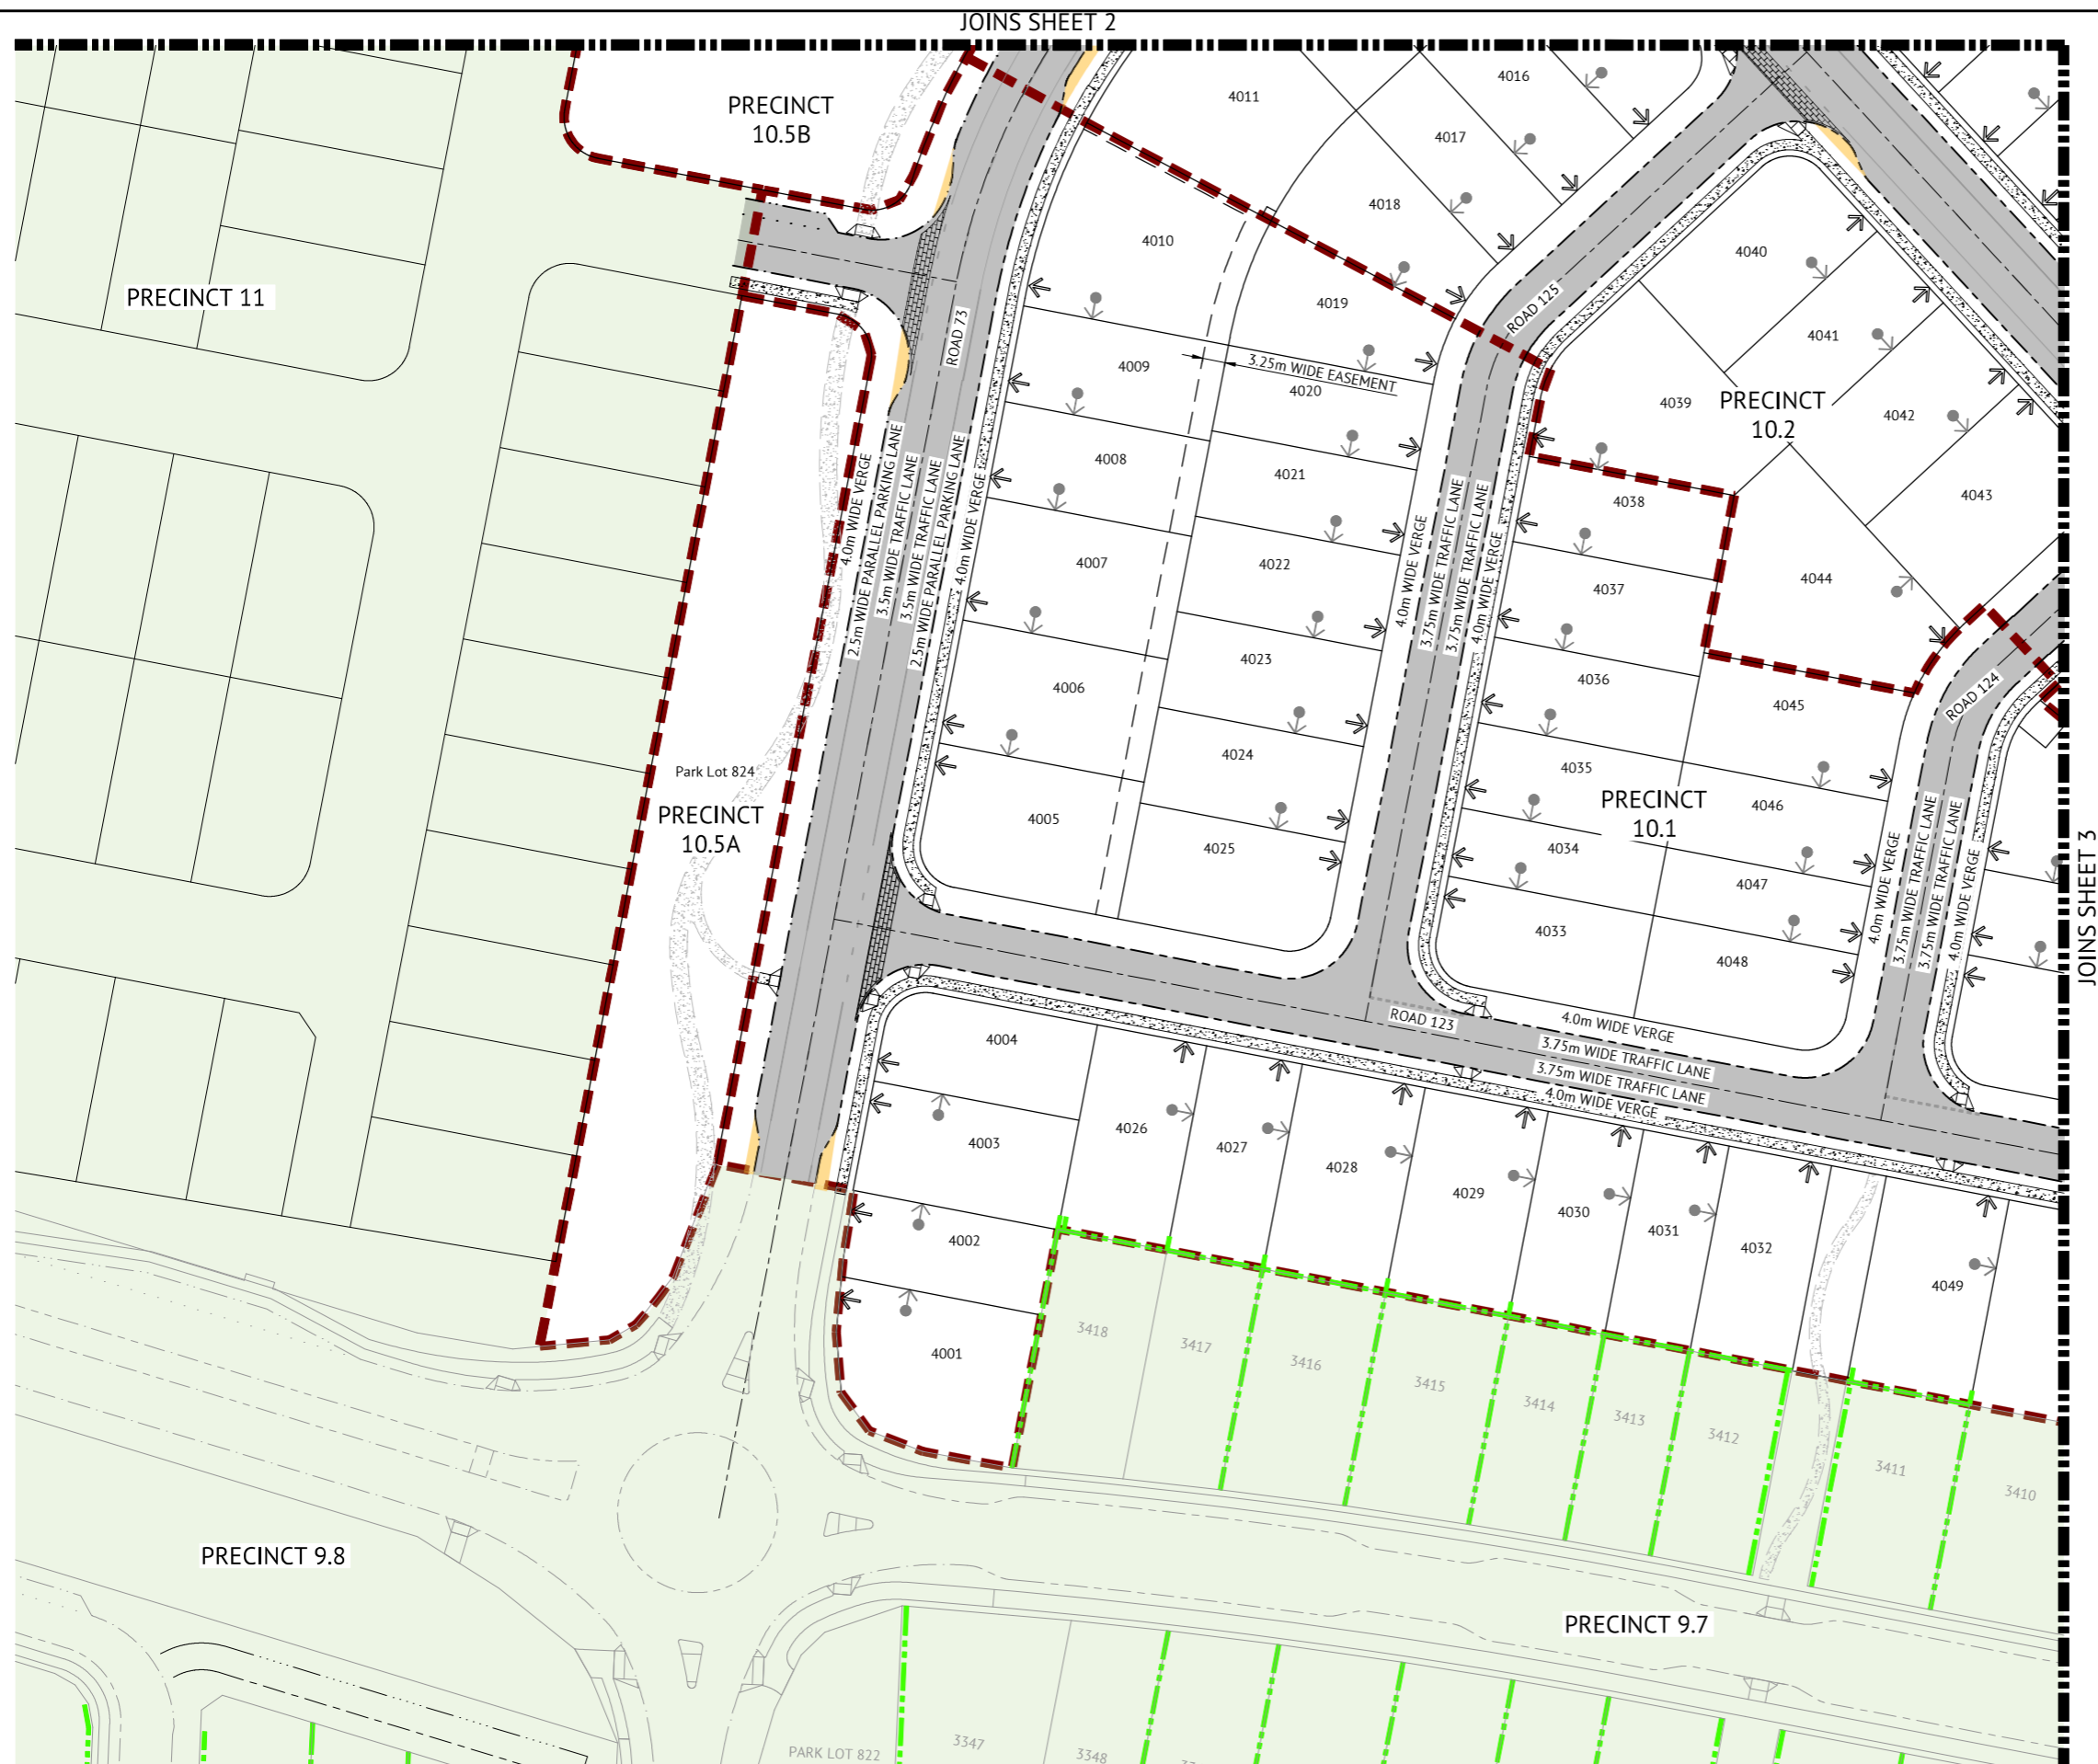 JOINS SHEET 2
PRECINCT
10.5B
4011
4016
4017
4018
4010
4019
PRECINCT 11
ROAD 73
ROAD 125
4040
4041
4009
3.25m WIDE EASEMENT
4020
4039
PRECINCT
10.2
4042
4008
4021
4038
4043
4007
4022
4037
4044
4.0m WIDE VERGE
2.5m WIDE PARALLEL PARKING LANE
3.5m WIDE TRAFFIC LANE
3.5m WIDE TRAFFIC LANE
2.5m WIDE PARALLEL PARKING LANE
4.0m WIDE VERGE
4.0m WIDE VERGE
3.75m WIDE TRAFFIC LANE
3.75m WIDE TRAFFIC LANE
4.0m WIDE VERGE
4006
4023
4036
4045
ROAD 124
Park Lot 824
PRECINCT
10.5A
4024
4035
PRECINCT
10.1
4046
4005
4025
4034
4047
4.0m WIDE VERGE
3.75m WIDE TRAFFIC LANE
3.75m WIDE TRAFFIC LANE
4.0m WIDE VERGE
JOINS SHEET 3
4033
4048
ROAD 123
4.0m WIDE VERGE
3.75m WIDE TRAFFIC LANE
3.75m WIDE TRAFFIC LANE
4.0m WIDE VERGE
4004
4003
4026
4027
4028
4029
4030
4031
4032
4049
4002
4001
3418
3417
3416
3415
3414
3413
3412
3411
3410
PRECINCT 9.8
PRECINCT 9.7
PARK LOT 822
3347
3348